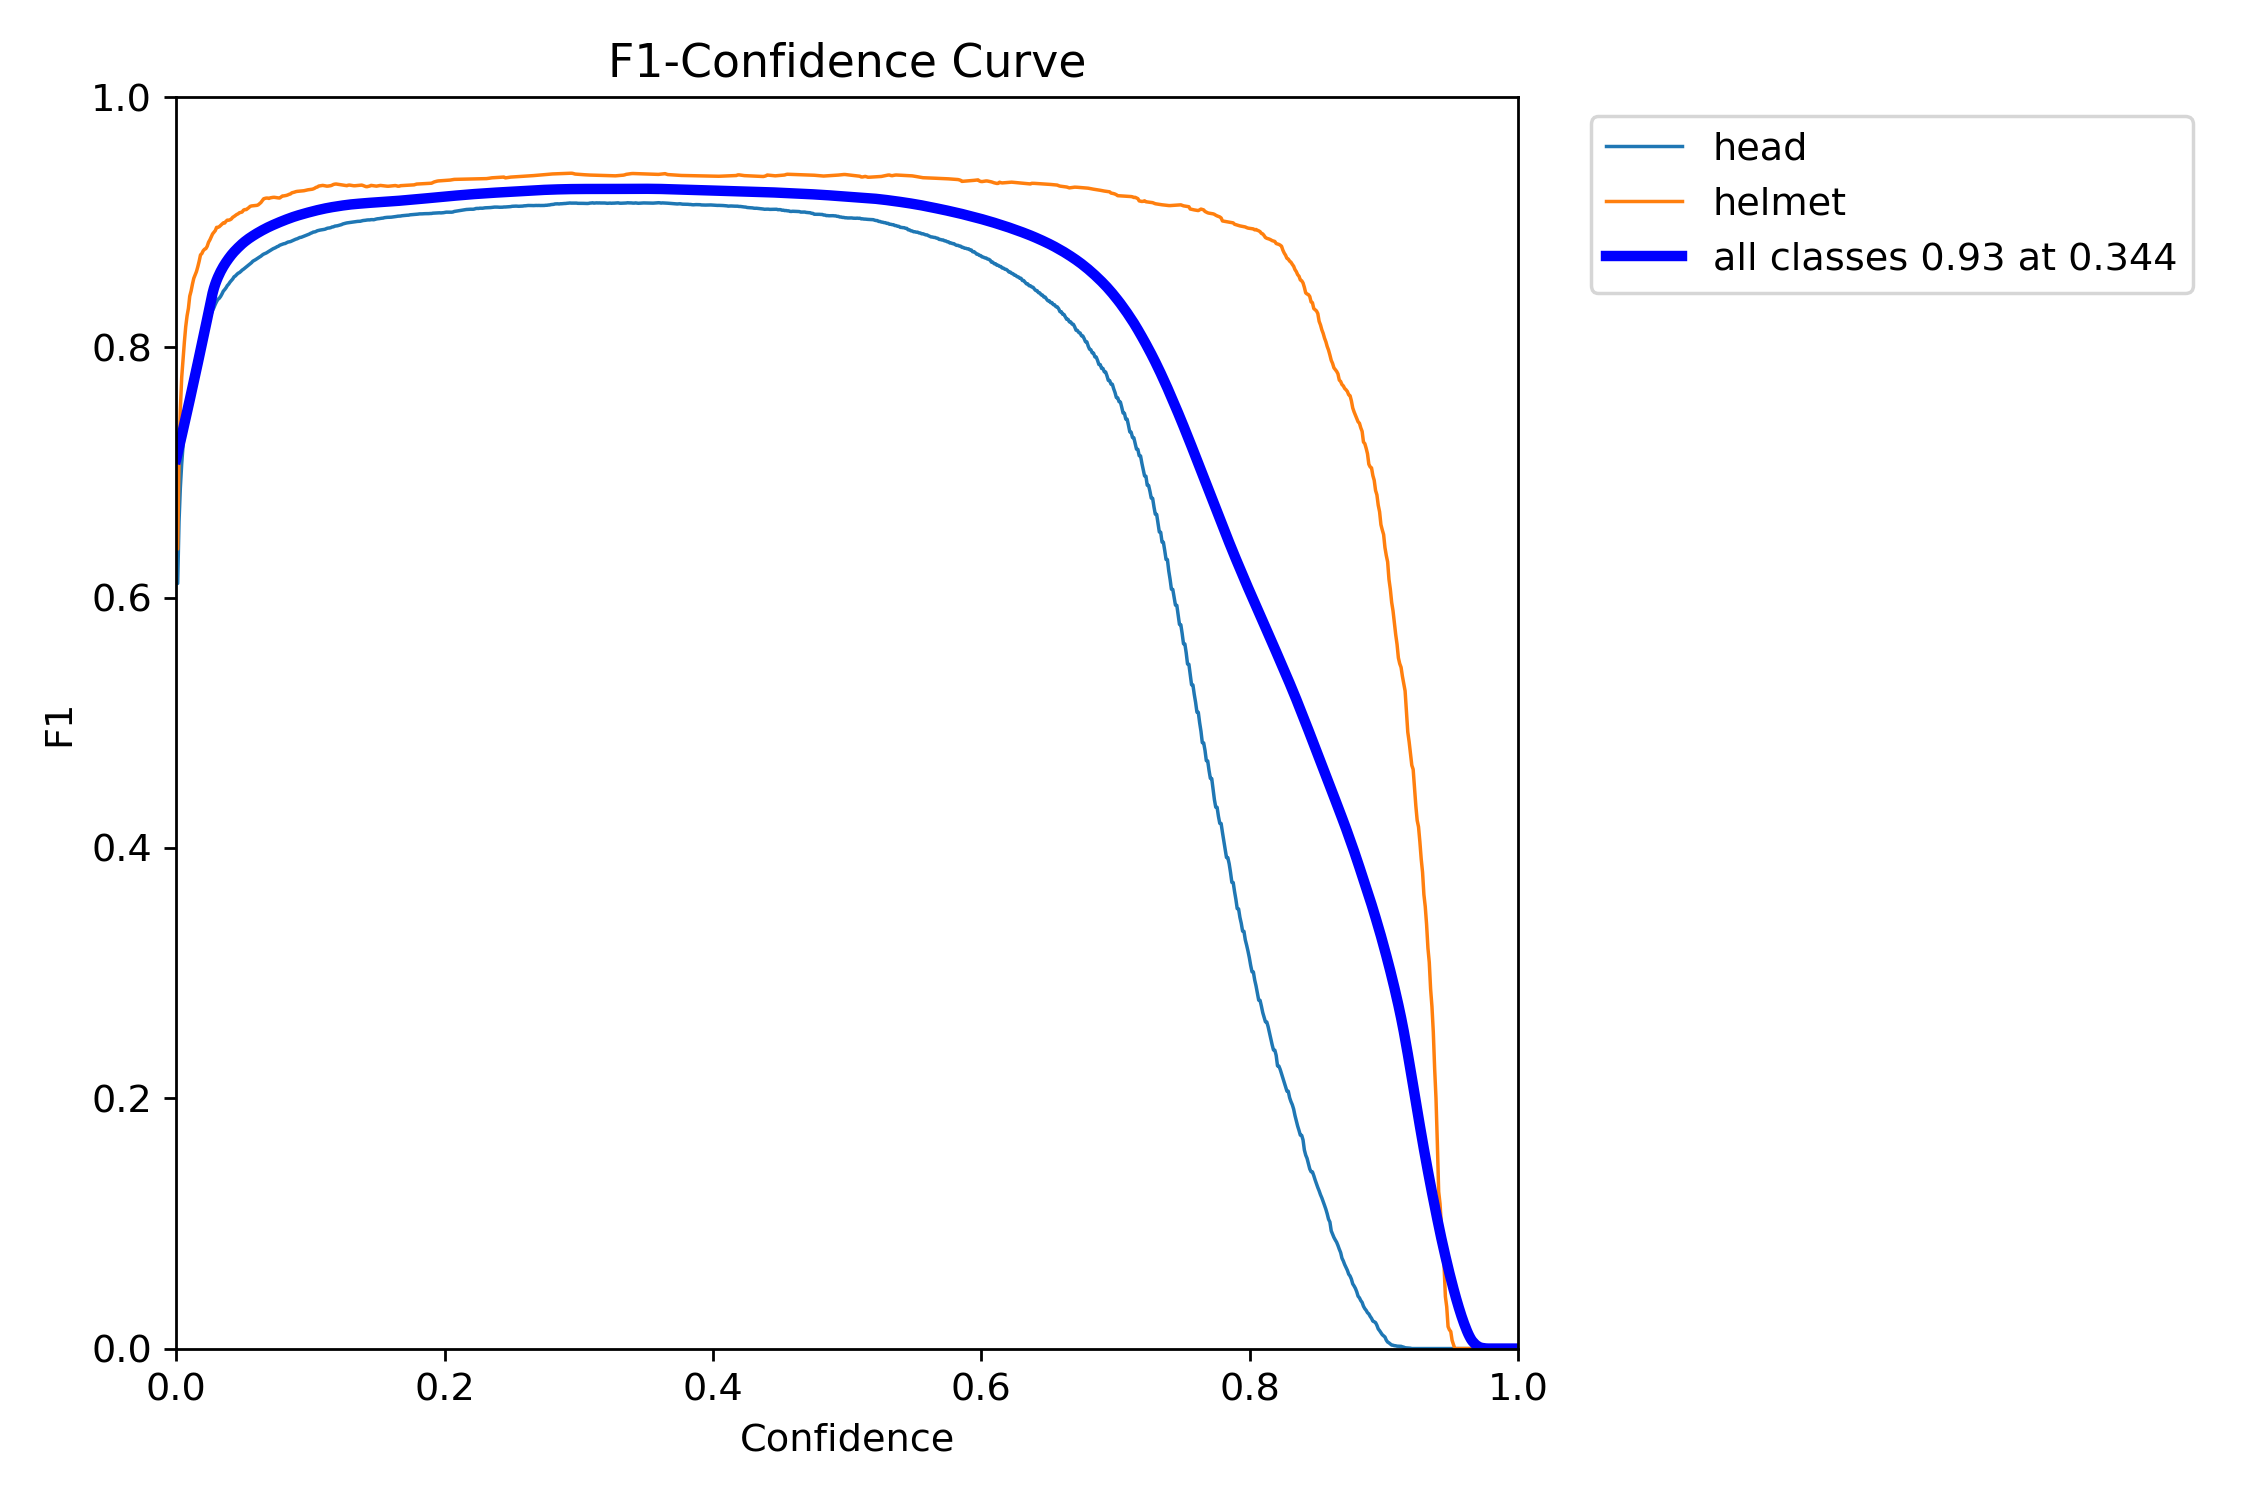 F1-Confidence Curve
1.0
0.8
0.6
0.4
0.2
0.0
F1
0.0 0.2 0.4 0.6 0.8 1.0
Confidence
head
helmet
all classes 0.93 at 0.344